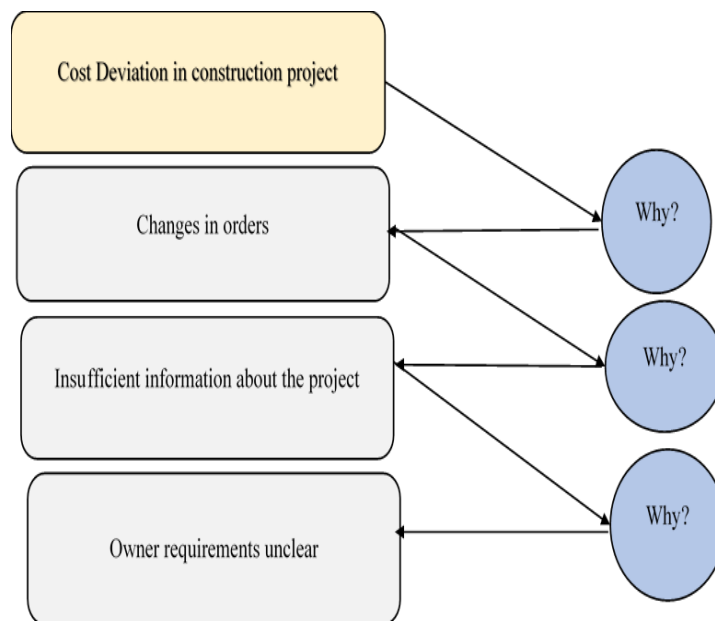 Cost Deviation in construction project
Why?
Changes in orders
Why?
Insufficient information about the project
Why?
Owner requirements unclear